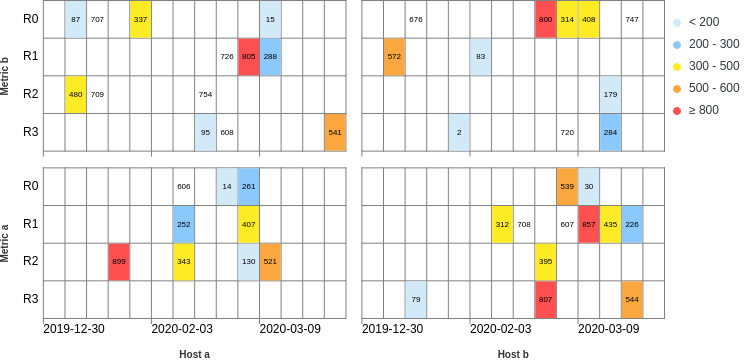 R0 87 707 337 15 676 800 314 408 747 < 200
R1 726 805 288 572 83 200 - 300
Metric b
300 - 500
R2 480 709 754 179 500 - 600
≥ 800
R3 95 608 541 2 720 284
R0 606 14 261 539 30
R1 252 407 312 708 607 857 435 226
Metric a
R2 899 343 130 521 395
R3 79 807 544
2019-12-30 2020-02-03 2020-03-09 2019-12-30 2020-02-03 2020-03-09
Host a Host b